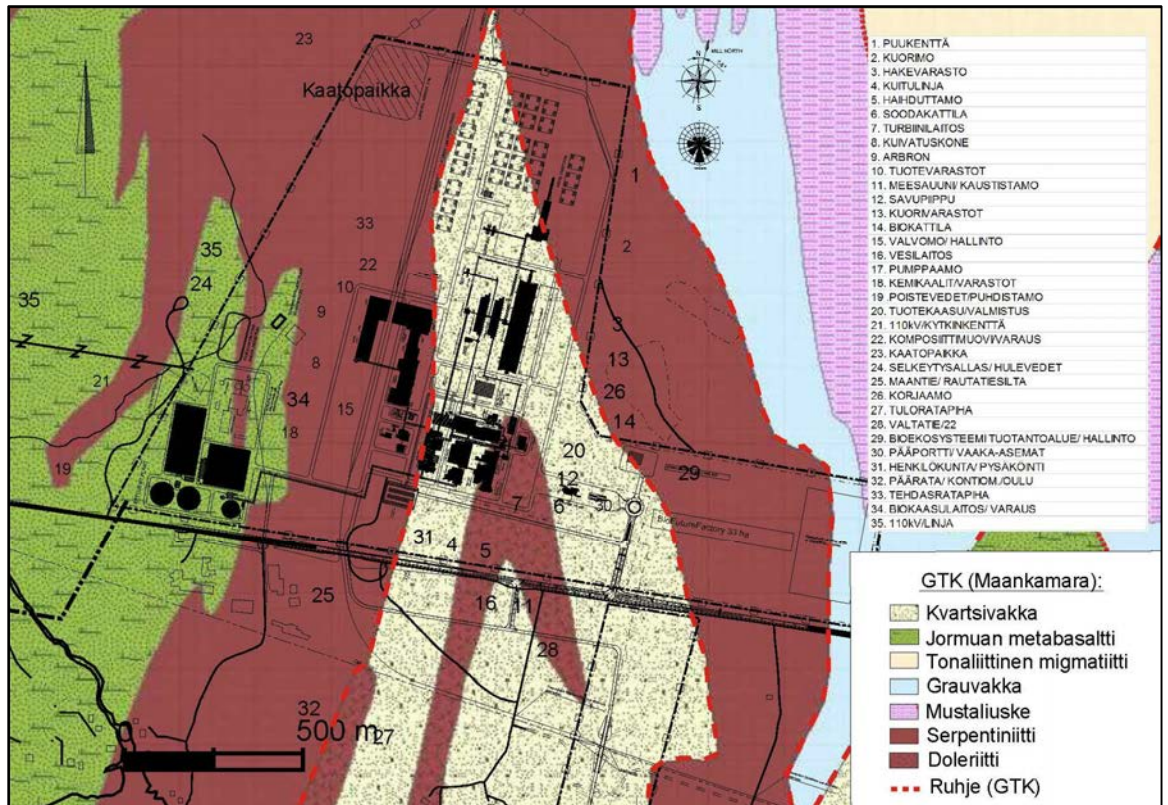 23
Kaatopaikka
MILL NORTH
N
S
1
2
33
22
10
9
8
3
13
26
14
35
24
35
21
34
18
15
19
20
12
29
7
6
30
BioFutureFactory 33 ha
31
4
5
25
16
11
28
32
27
0
500 m
1. PUUKENTTÄ
2. KUORIMO
3. HAKEVARASTO
4. KUITULINJA
5. HAIHDUTTAMO
6. SOODAKATTILA
7. TURBIINILAITOS
8. KUIVATUSKONE
9. ARBRON
10. TUOTEVARASTOT
11. MEESAUUNI/ KAUSTISTAMO
12. SAVUPIIPPU
13. KUORIVARASTOT
14. BIOKATTILA
15. VALVOMO/ HALLINTO
16. VESILAITOS
17. PUMPPAAMO
18. KEMIKAALIT/VARASTOT
19. POISTEVEDET/PUHDISTAMO
20. TUOTEKAASU/VALMISTUS
21. 110kV/KYTKINKENTTÄ
22. KOMPOSIITTIMUOVI/VARAUS
23. KAATOPAIKKA
24. SELKEYTYSALLAS/ HULEVEDET
25. MAANTIE/ RAUTATIESILTA
26. KORJAAMO
27. TULORATAPIHA
28. VALTATIE/22
29. BIOEKOSYSTEEMI TUOTANTOALUE/ HALLINTO
30. PÄÄPORTTI/ VAAKA-ASEMAT
31. HENKILÖKUNTA/ PYSÄKÖINTI
32. PÄÄRATA/ KONTIOM./OULU
33. TEHDASRATAPIHA
34. BIOKAASULAITOS/ VARAUS
35. 110kV/LINJA
GTK (Maankamara):
Kvartsivakka
Jormuan metabasaltti
Tonaliittinen migmatiitti
Grauvakka
Mustaliuske
Serpentiniitti
Doleriitti
Ruhje (GTK)